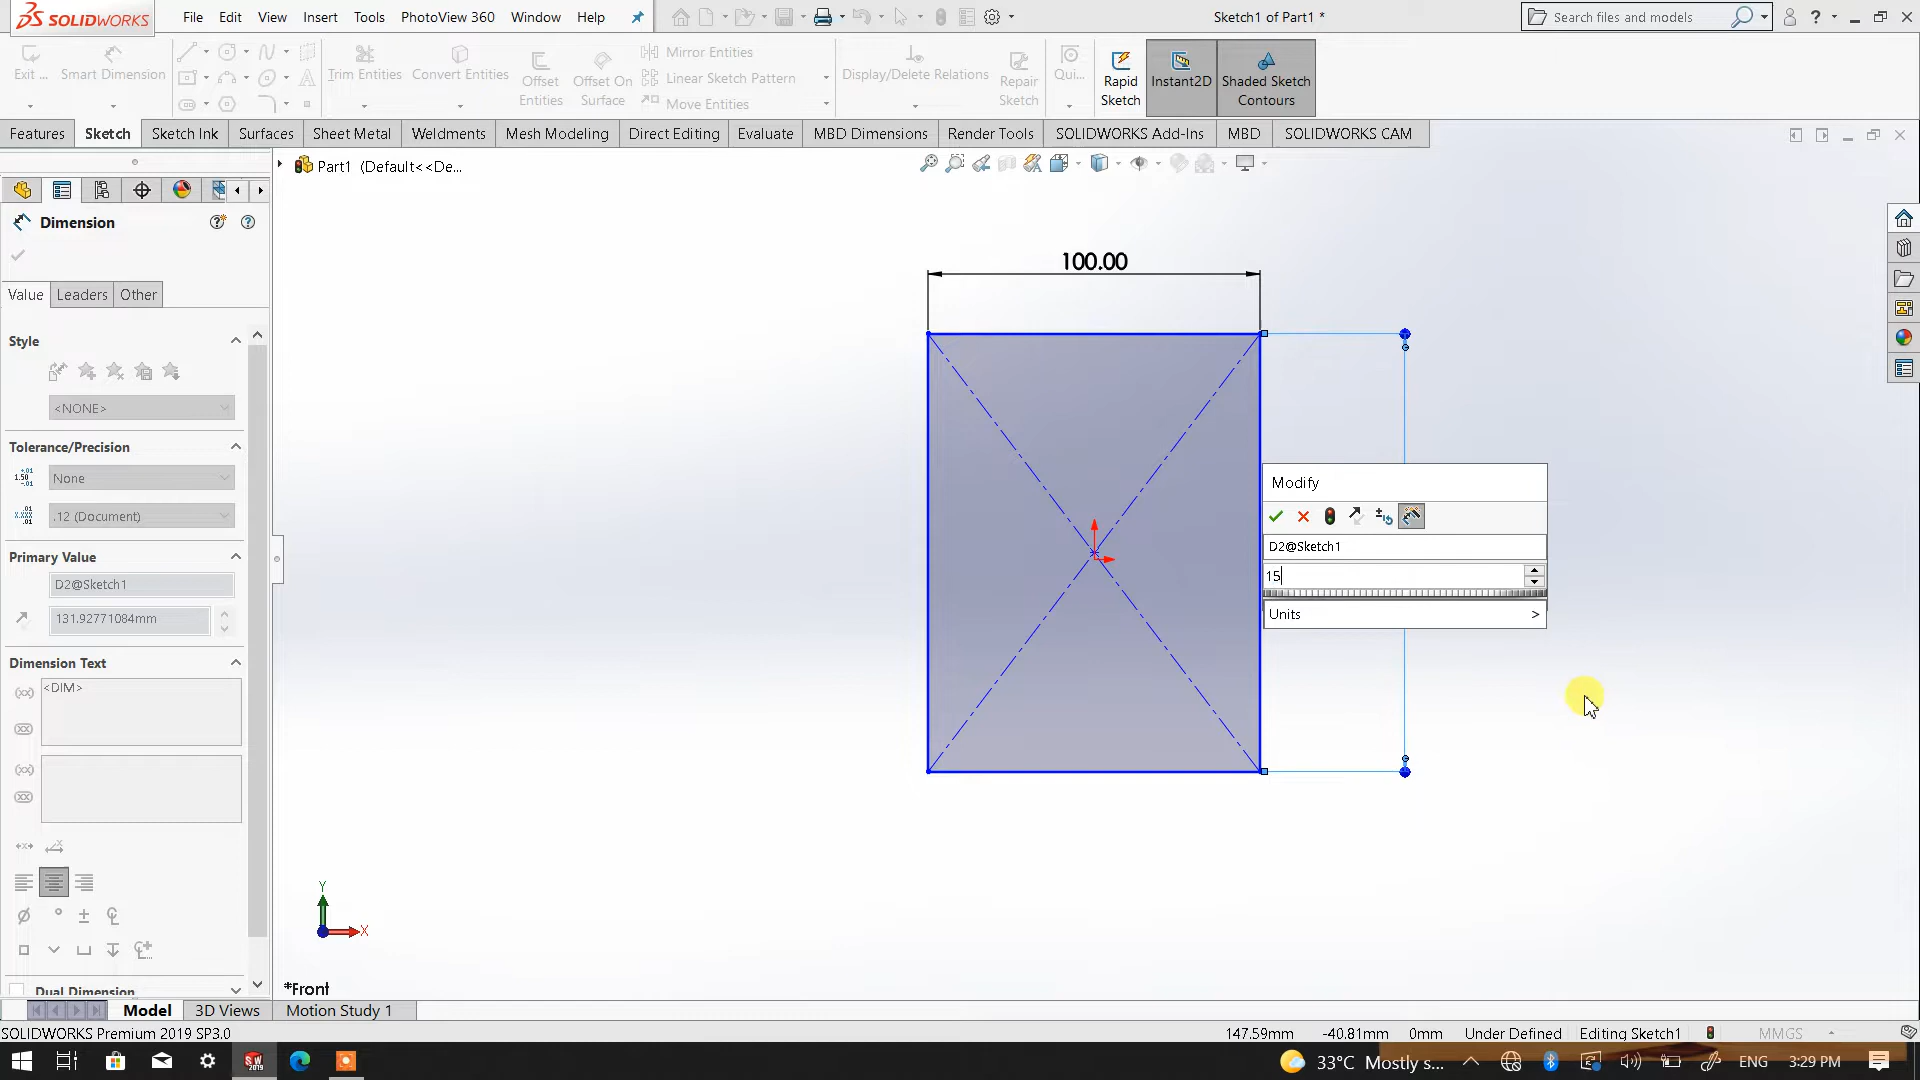 SOLIDWORKS
File Edit View Insert Tools PhotoView 360 Window Help
Sketch1 of Part1 *
Search files and models
Exit ...
Smart Dimension
Trim Entities
Convert Entities
Offset Entities
Offset On Surface
Mirror Entities
Linear Sketch Pattern
Move Entities
Display/Delete Relations
Repair Sketch
Qui...
Rapid Sketch
Instant2D
Shaded Sketch Contours
Features Sketch Sketch Ink Surfaces Sheet Metal Weldments Mesh Modeling Direct Editing Evaluate MBD Dimensions Render Tools SOLIDWORKS Add-Ins MBD SOLIDWORKS CAM
Part1 (Default<<De...
Dimension
Value Leaders Other
Style
<NONE>
Tolerance/Precision
None
.12 (Document)
Primary Value
D2@Sketch1
131.92771084mm
Dimension Text
<DIM>
Dual Dimension
100.00
Modify
D2@Sketch1
15
Units >
Y
X
*Front
Model 3D Views Motion Study 1
SOLIDWORKS Premium 2019 SP3.0
147.59mm -40.81mm 0mm Under Defined Editing Sketch1 MMGS
33°C Mostly s... ENG 3:29 PM